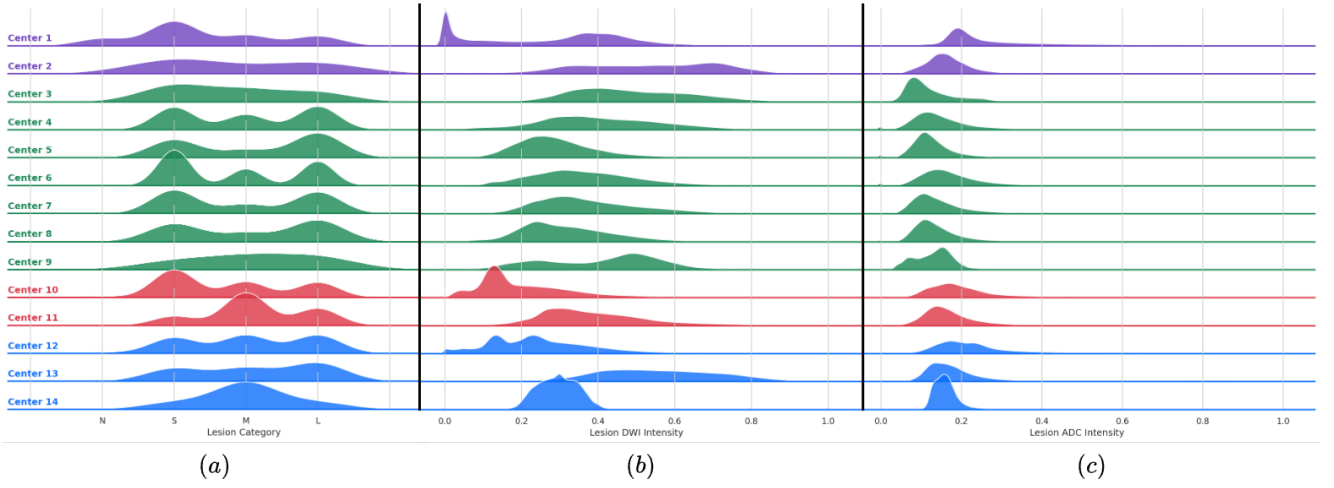 Center 1
Center 2
Center 3
Center 4
Center 5
Center 6
Center 7
Center 8
Center 9
Center 10
Center 11
Center 12
Center 13
Center 14
N S M L
Lesion Category
0.0 0.2 0.4 0.6 0.8 1.0
Lesion DWI Intensity
0.0 0.2 0.4 0.6 0.8 1.0
Lesion ADC Intensity
(a) (b) (c)